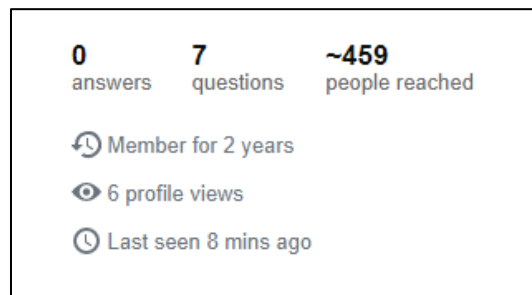 0 7 ~459
answers questions people reached
Member for 2 years
6 profile views
Last seen 8 mins ago